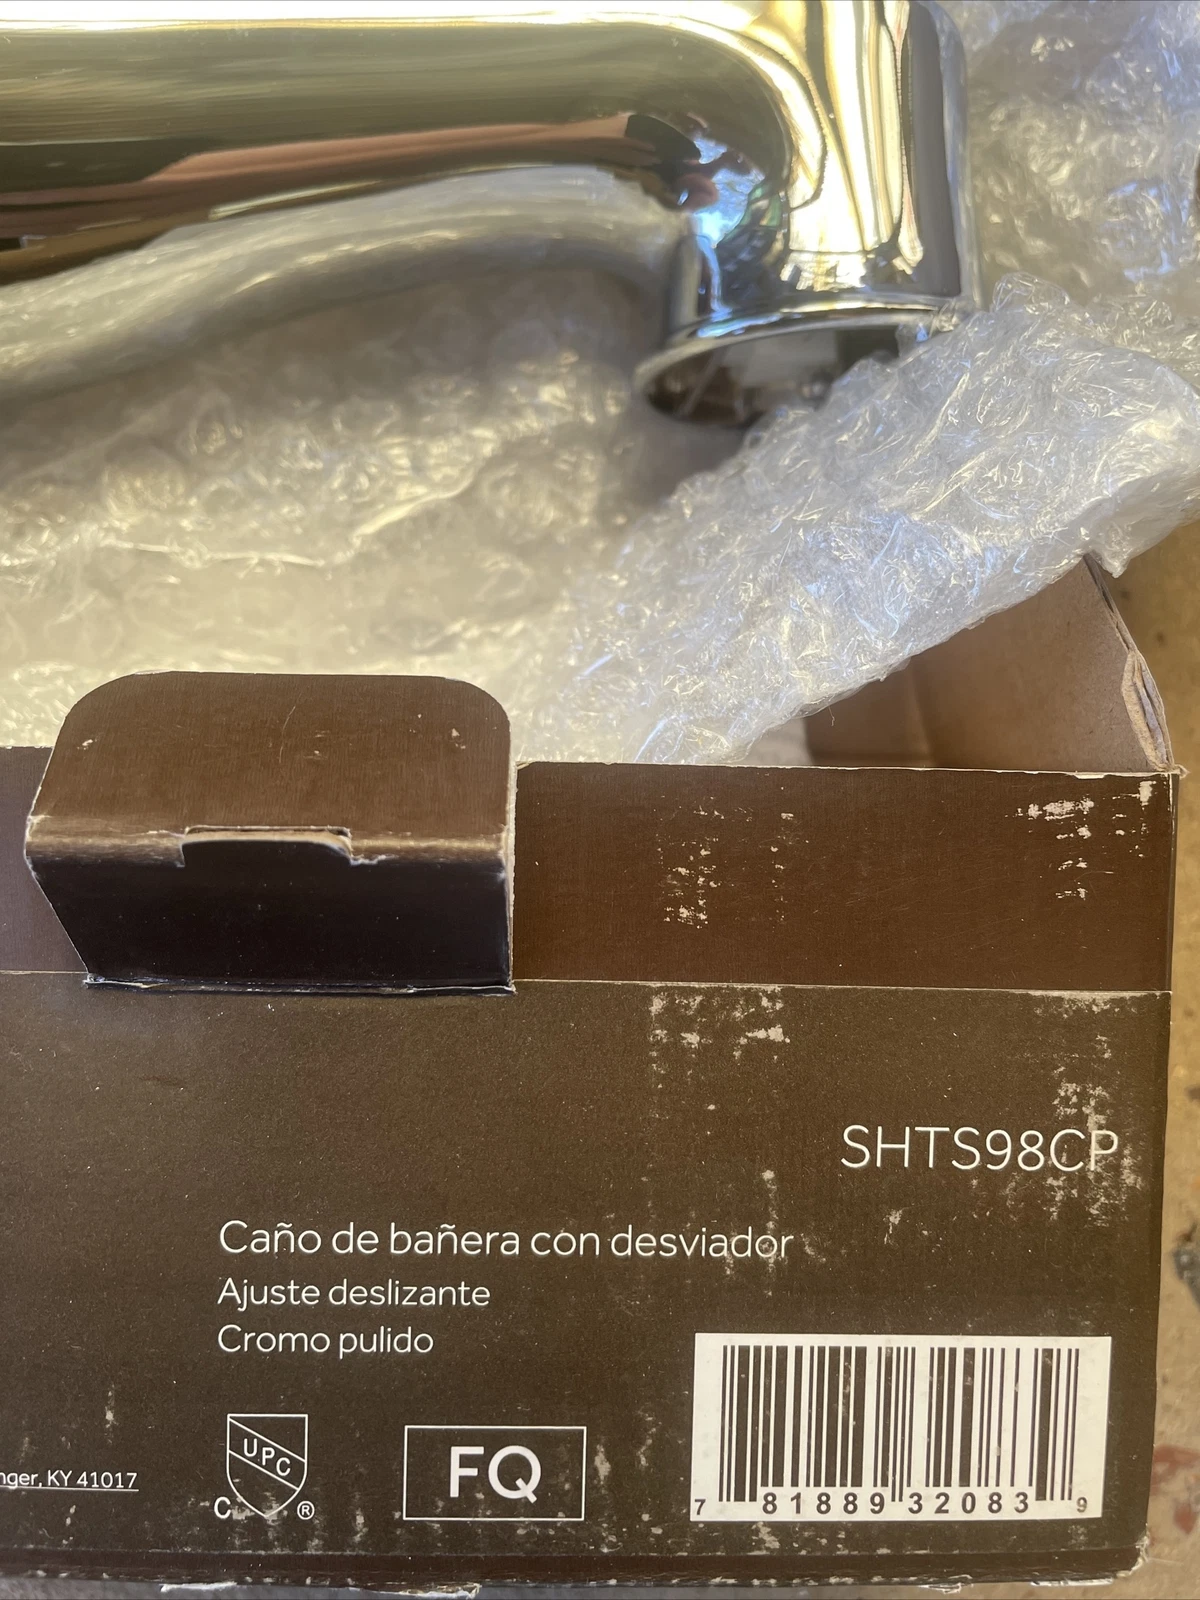 SHTS98CP
Caño de bañera con desviador
Ajuste deslizante
Cromo pulido
nger, KY 41017
UPC
C ®
FQ
7 81889 32083 9